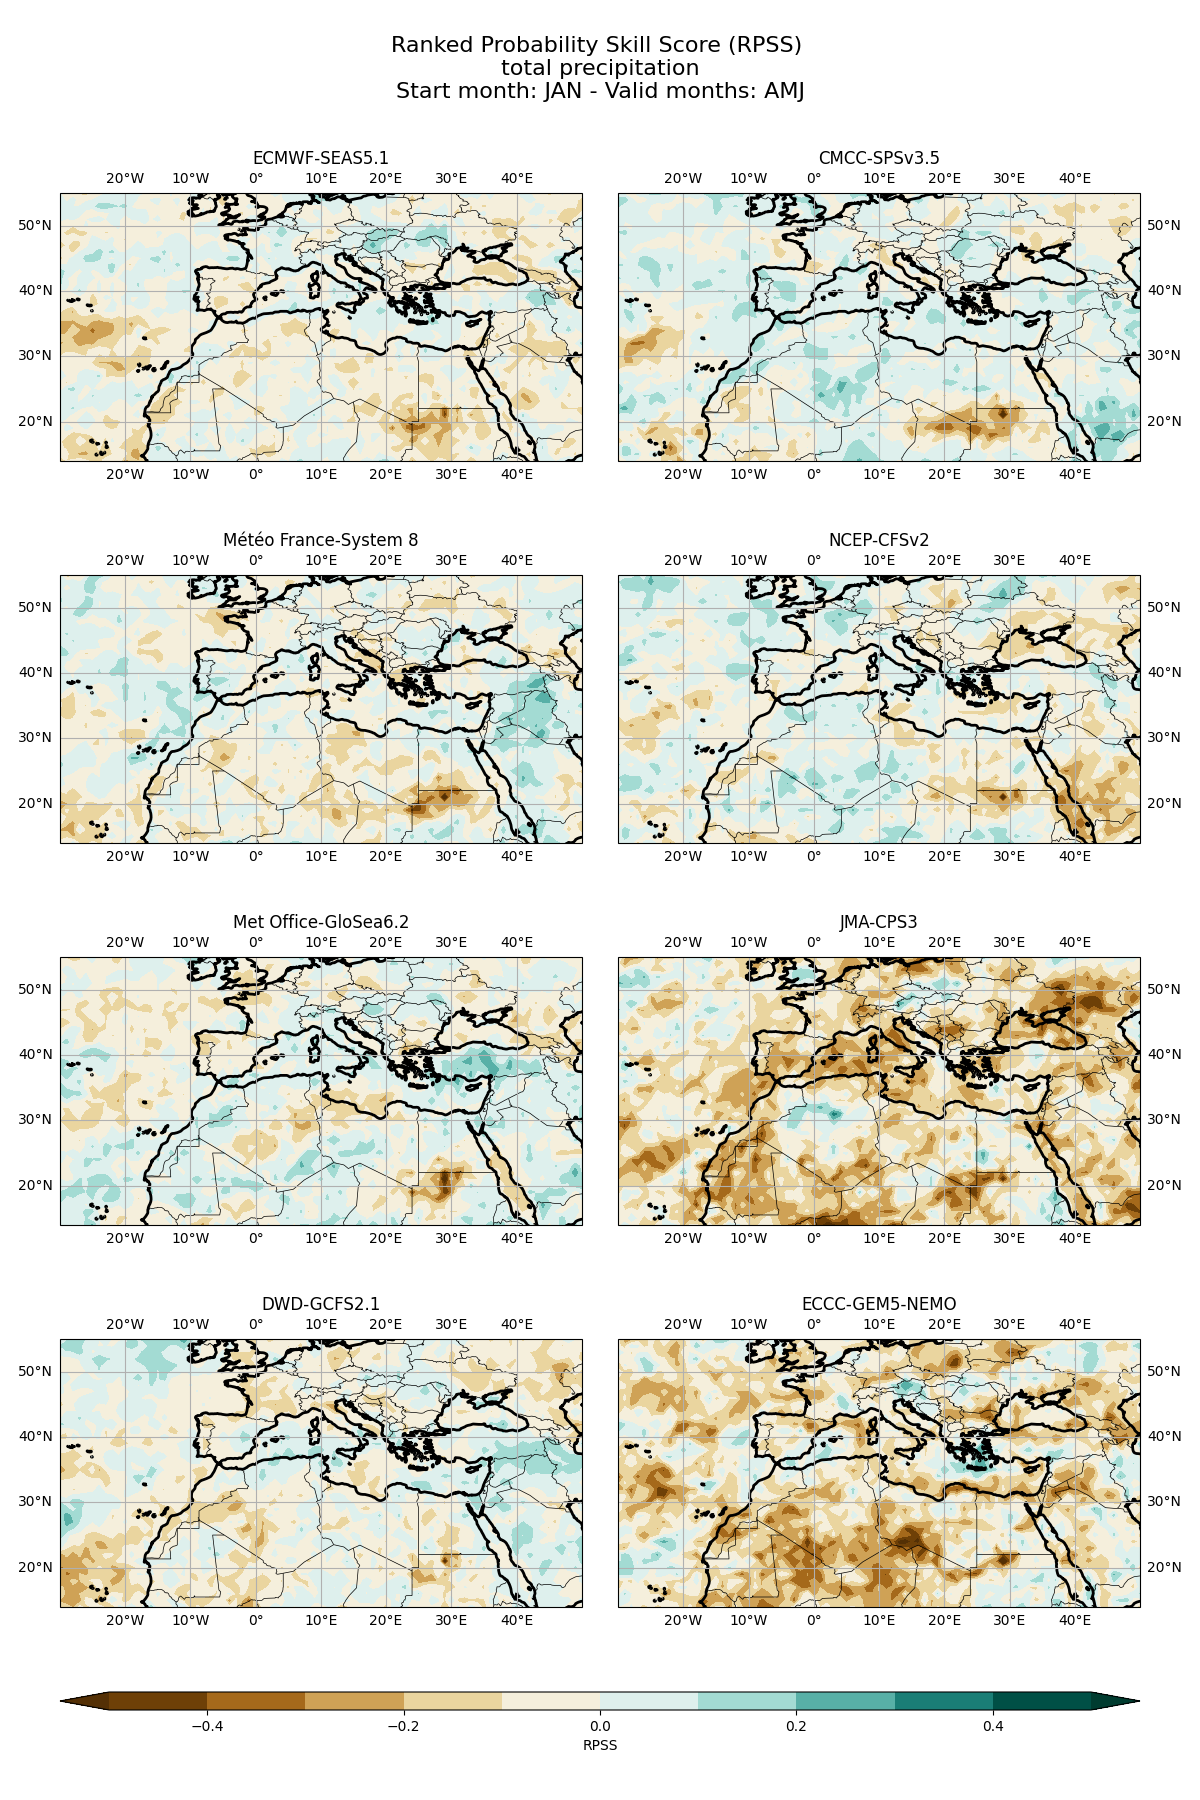 Ranked Probability Skill Score (RPSS)
total precipitation
Start month: JAN - Valid months: AMJ
ECMWF-SEAS5.1
20°W 10°W 0° 10°E 20°E 30°E 40°E
50°N
40°N
30°N
20°N
20°W 10°W 0° 10°E 20°E 30°E 40°E
CMCC-SPSv3.5
20°W 10°W 0° 10°E 20°E 30°E 40°E
50°N
40°N
30°N
20°N
20°W 10°W 0° 10°E 20°E 30°E 40°E
Météo France-System 8
20°W 10°W 0° 10°E 20°E 30°E 40°E
50°N
40°N
30°N
20°N
20°W 10°W 0° 10°E 20°E 30°E 40°E
NCEP-CFSv2
20°W 10°W 0° 10°E 20°E 30°E 40°E
50°N
40°N
30°N
20°N
20°W 10°W 0° 10°E 20°E 30°E 40°E
Met Office-GloSea6.2
20°W 10°W 0° 10°E 20°E 30°E 40°E
50°N
40°N
30°N
20°N
20°W 10°W 0° 10°E 20°E 30°E 40°E
JMA-CPS3
20°W 10°W 0° 10°E 20°E 30°E 40°E
50°N
40°N
30°N
20°N
20°W 10°W 0° 10°E 20°E 30°E 40°E
DWD-GCFS2.1
20°W 10°W 0° 10°E 20°E 30°E 40°E
50°N
40°N
30°N
20°N
20°W 10°W 0° 10°E 20°E 30°E 40°E
ECCC-GEM5-NEMO
20°W 10°W 0° 10°E 20°E 30°E 40°E
50°N
40°N
30°N
20°N
20°W 10°W 0° 10°E 20°E 30°E 40°E
−0.4 −0.2 0.0 0.2 0.4
RPSS